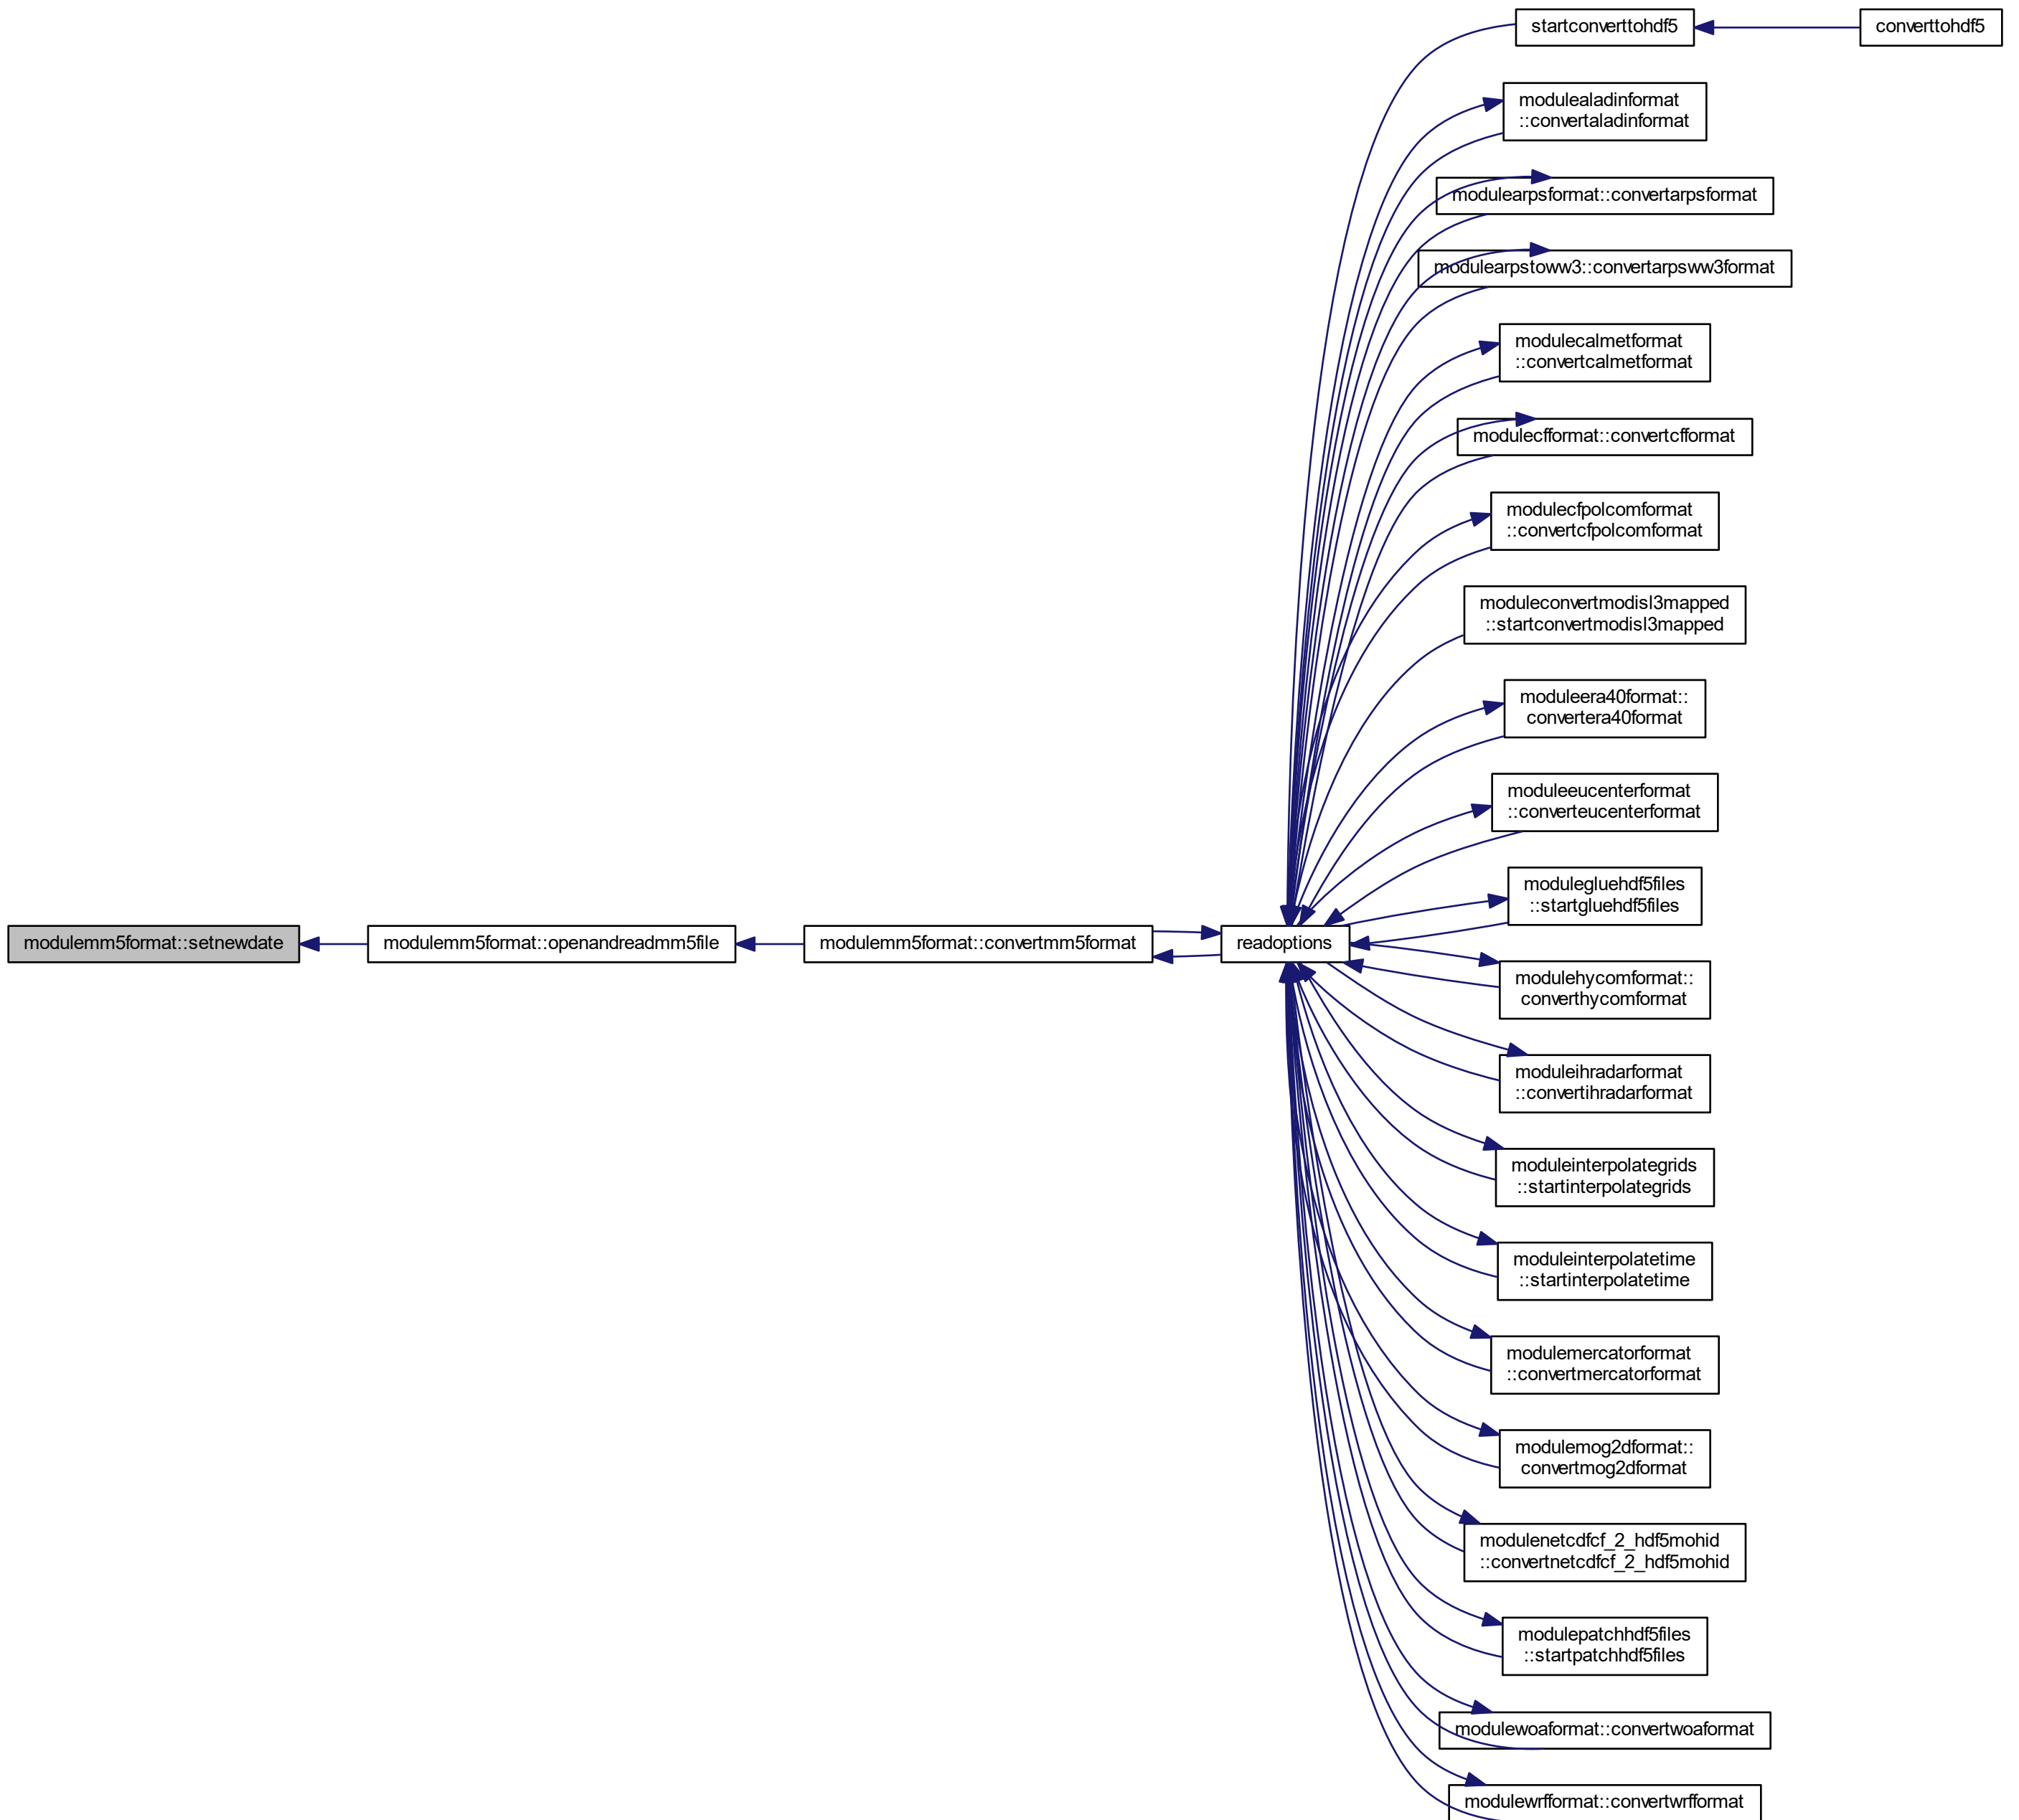 startconverttohdf5
converttohdf5
modulealadinformat
::convertaladinformat
modulearpsformat::convertarpsformat
modulearpstoww3::convertarpsww3format
modulecalmetformat
::convertcalmetformat
modulecfformat::convertcfformat
modulecfpolcomformat
::convertcfpolcomformat
moduleconvertmodisl3mapped
::startconvertmodisl3mapped
moduleera40format::
convertera40format
moduleeucenterformat
::converteucenterformat
modulegluehdf5files
::startgluehdf5files
modulemm5format::setnewdate
modulemm5format::openandreadmm5file
modulemm5format::convertmm5format
readoptions
modulehycomformat::
converthycomformat
moduleihradarformat
::convertihradarformat
moduleinterpolategrids
::startinterpolategrids
moduleinterpolatetime
::startinterpolatetime
modulemercatorformat
::convertmercatorformat
modulemog2dformat::
convertmog2dformat
modulenetcdfcf_2_hdf5mohid
::convertnetcdfcf_2_hdf5mohid
modulepatchhdf5files
::startpatchhdf5files
modulewoaformat::convertwoaformat
modulewrfformat::convertwrfformat